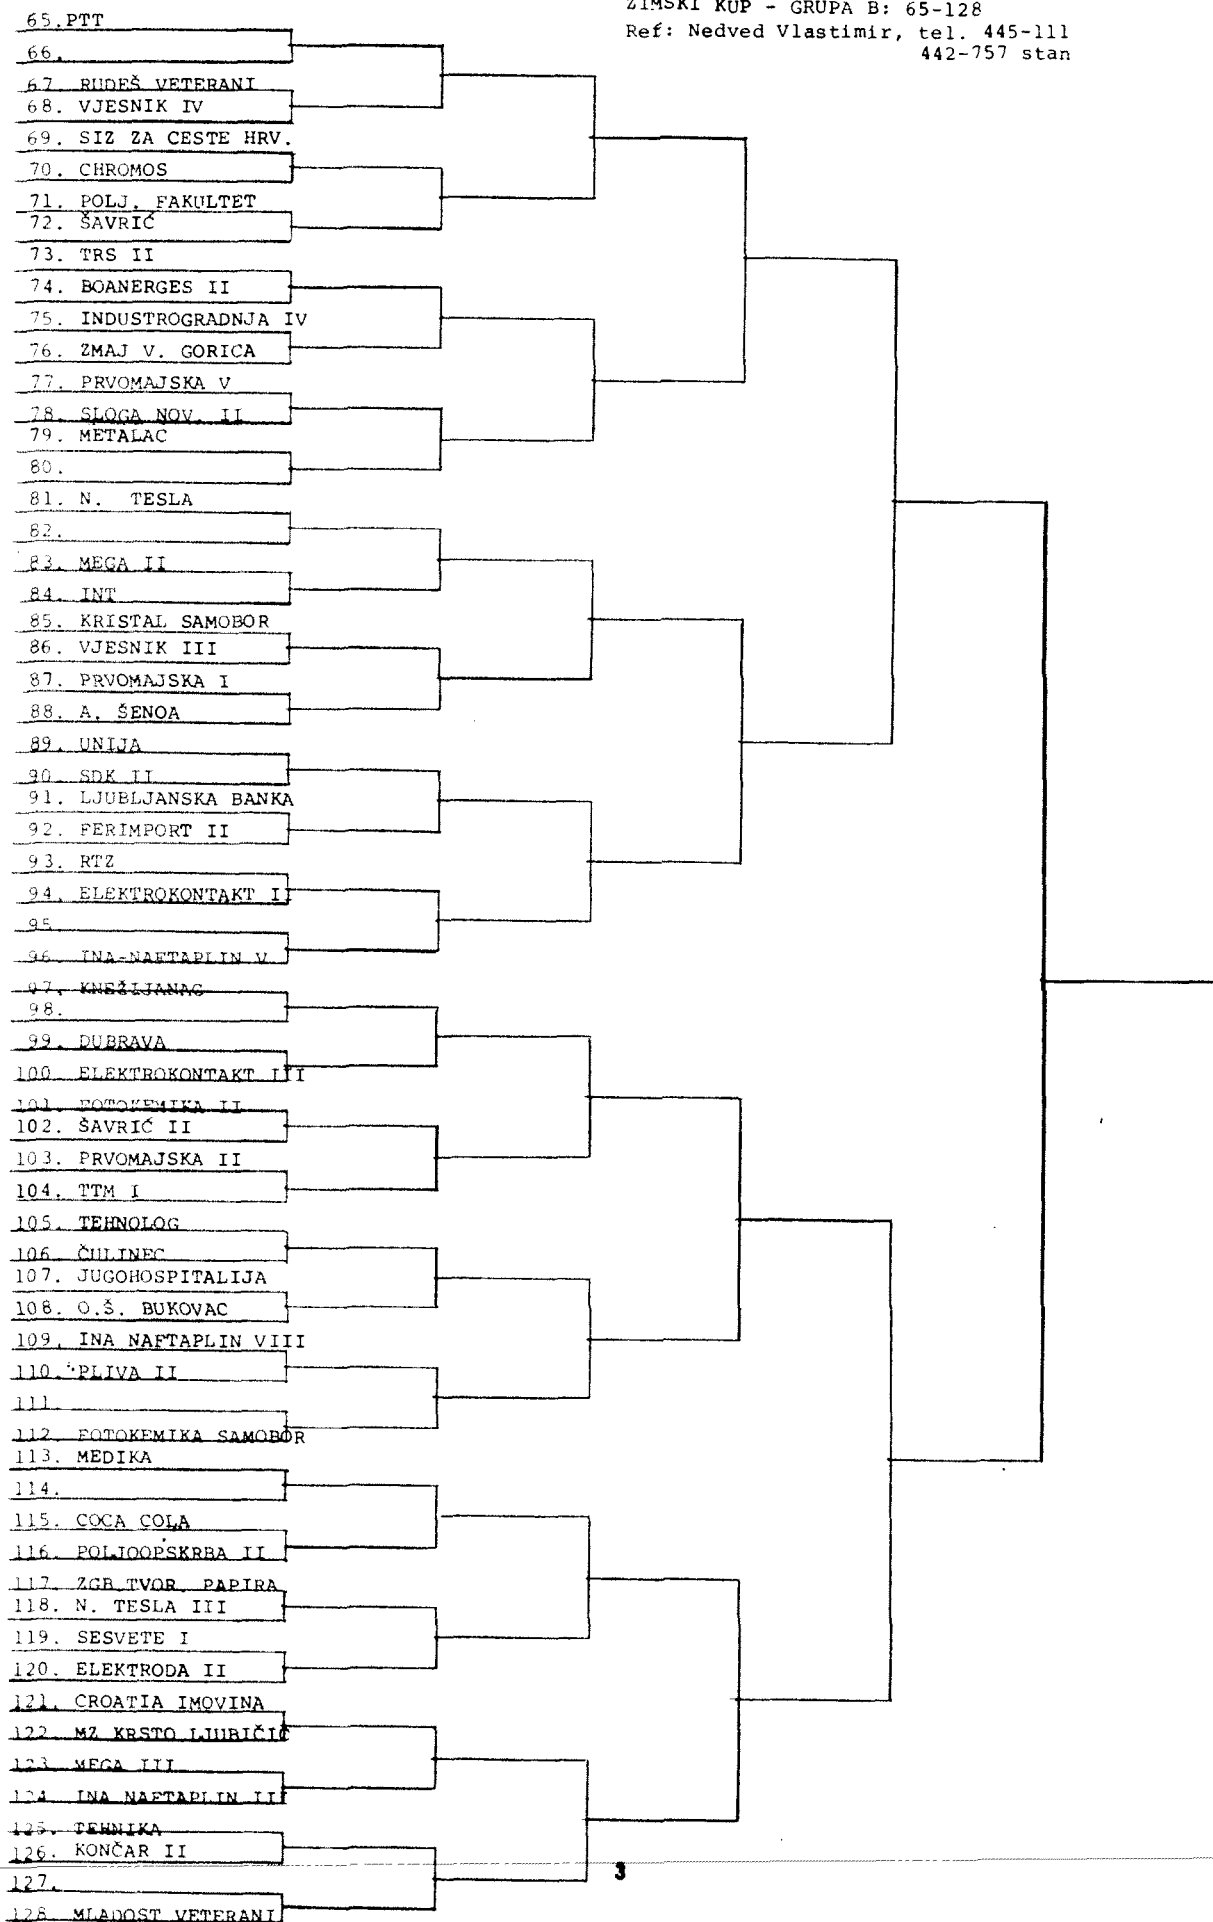 ZIMSKI KUP - GRUPA B: 65-128
Ref: Nedved Vlastimir, tel. 445-111
442-757 stan
65.PTT
66.
67. RUDEŠ VETERANI
68. VJESNIK IV
69. SIZ ZA CESTE HRV.
70. CHROMOS
71. POLJ. FAKULTET
72. ŠAVRIĆ
73. TRS II
74. BOANERGES II
75. INDUSTROGRADNJA IV
76. ZMAJ V. GORICA
77. PRVOMAJSKA V
78. SLOGA NOV. II
79. METALAC
80.
81. N. TESLA
82.
83. MEGA II
84. INT
85. KRISTAL SAMOBOR
86. VJESNIK III
87. PRVOMAJSKA I
88. A. ŠENOA
89. UNIJA
90. SDK II
91. LJUBLJANSKA BANKA
92. FERIMPORT II
93. RTZ
94. ELEKTROKONTAKT II
95.
96. INA-NAFTAPLIN V
97. KNEŽIJANAC
98.
99. DUBRAVA
100. ELEKTROKONTAKT III
101. FOTOKEMIKA II
102. ŠAVRIĆ II
103. PRVOMAJSKA II
104. TTM I
105. TEHNOLOG
106. ČULINEC
107. JUGOHOSPITALIJA
108. O.Š. BUKOVAC
109. INA NAFTAPLIN VIII
110. PLIVA II
111.
112. FOTOKEMIKA SAMOBOR
113. MEDIKA
114.
115. COCA COLA
116. POLJOOPSKRBA II
117. ZGB.TVOR. PAPIRA
118. N. TESLA III
119. SESVETE I
120. ELEKTRODA II
121. CROATIA IMOVINA
122. MZ KRSTO LJUBIČIĆ
123. MEGA III
124. INA NAFTAPLIN III
125. TEHNIKA
126. KONČAR II
127.
128. MLADOST VETERANI
3